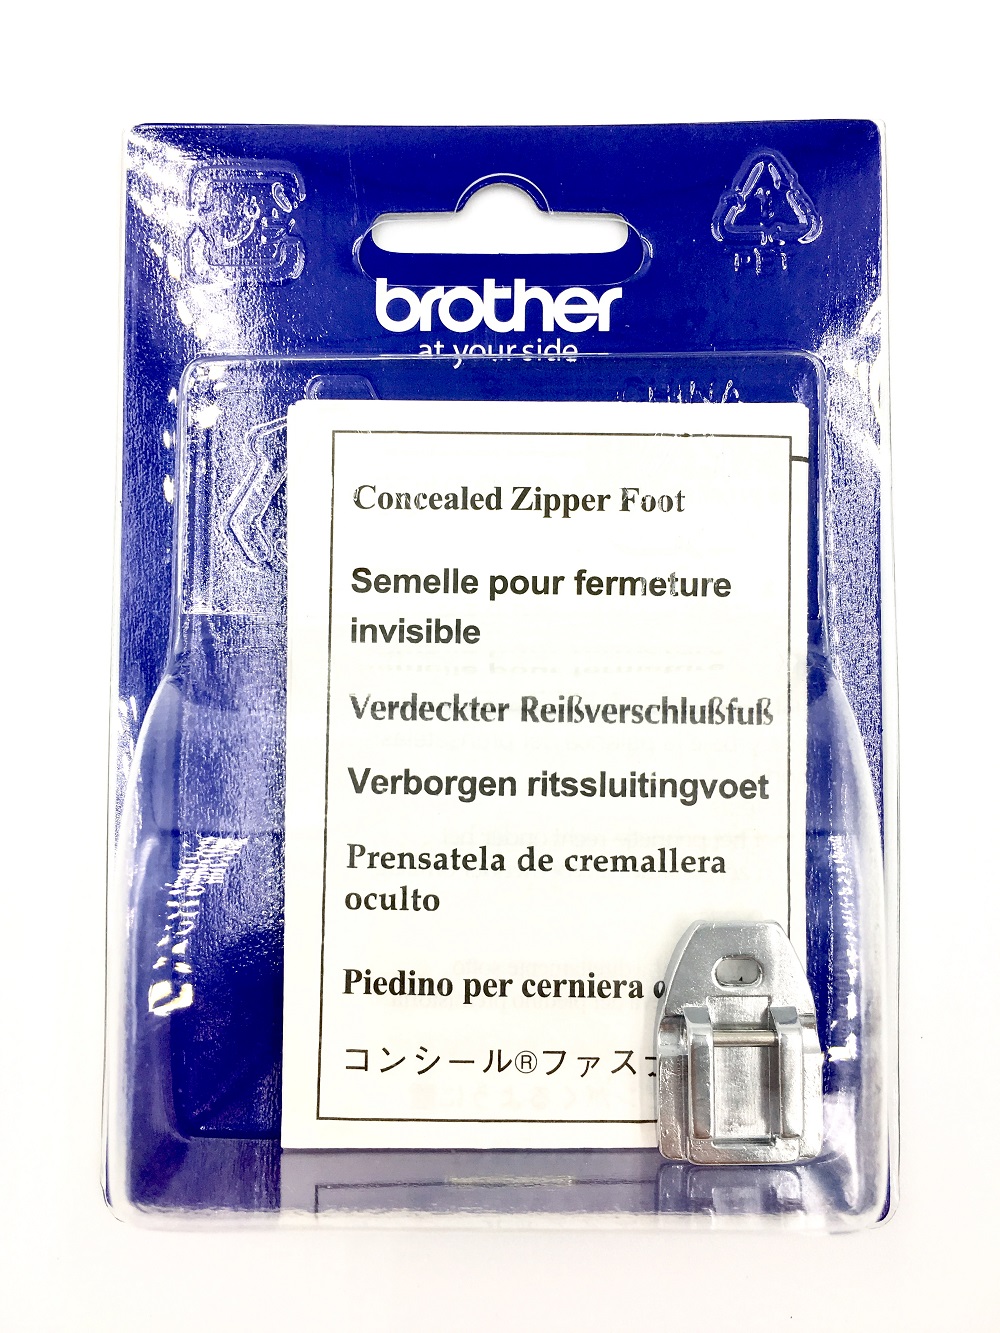 brother
at your side
CHINA
Concealed Zipper Foot
Semelle pour fermeture
invisible
Verdeckter Reißverschlußfuß
Verborgen ritssluitingvoet
Prensatela de cremallera
oculto
Piedino per cerniera
コンシール®ファス